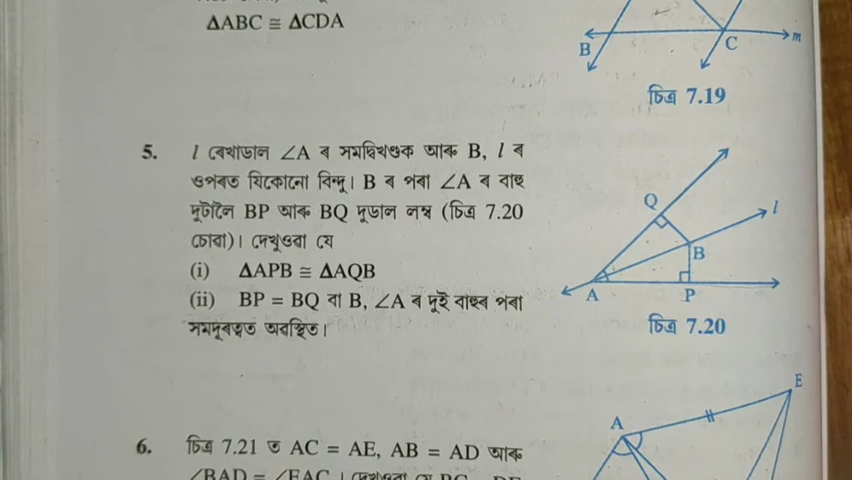 ΔABC ≅ ΔCDA
B
C
m
চিত্ৰ 7.19
5. l ৰেখাডাল ∠A ৰ সমদ্বিখণ্ডক আৰু B, l ৰ
ওপৰত যিকোনো বিন্দু। B ৰ পৰা ∠A ৰ বাহু
দুটালৈ BP আৰু BQ দুডাল লম্ব (চিত্ৰ 7.20
চোৱা)। দেখুওৱা যে
(i) ΔAPB ≅ ΔAQB
(ii) BP = BQ বা B, ∠A ৰ দুই বাহুৰ পৰা
সমদূৰত্বত অৱস্থিত।
Q
l
B
A
P
চিত্ৰ 7.20
E
A
6. চিত্ৰ 7.21 ত AC = AE, AB = AD আৰু
∠BAD = ∠EAC